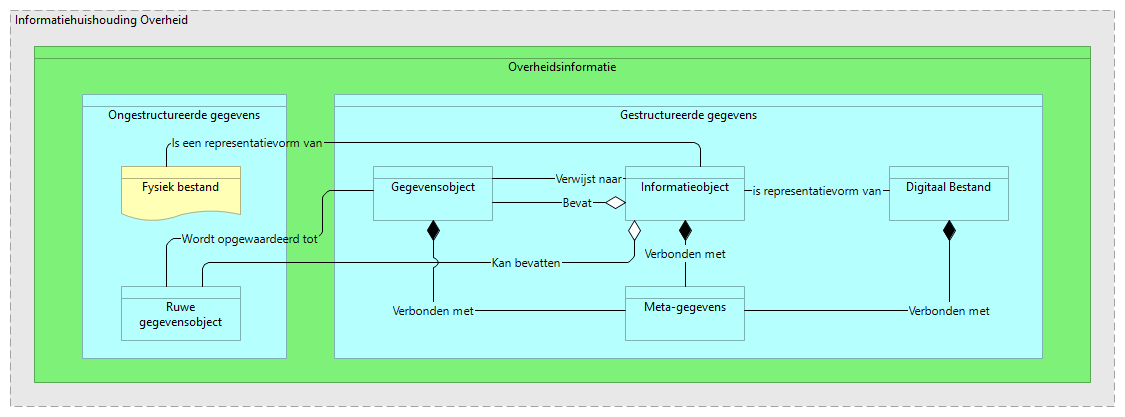 Informatiehuishouding Overheid
Overheidsinformatie
Ongestructureerde gegevens
Gestructureerde gegevens
Is een representatievorm van
Fysiek bestand
Gegevensobject
Verwijst naar
Informatieobject
is representatievorm van
Digitaal Bestand
Bevat
Wordt opgewaardeerd tot
Verbonden met
Kan bevatten
Ruwe
gegevensobject
Verbonden met
Meta-gegevens
Verbonden met